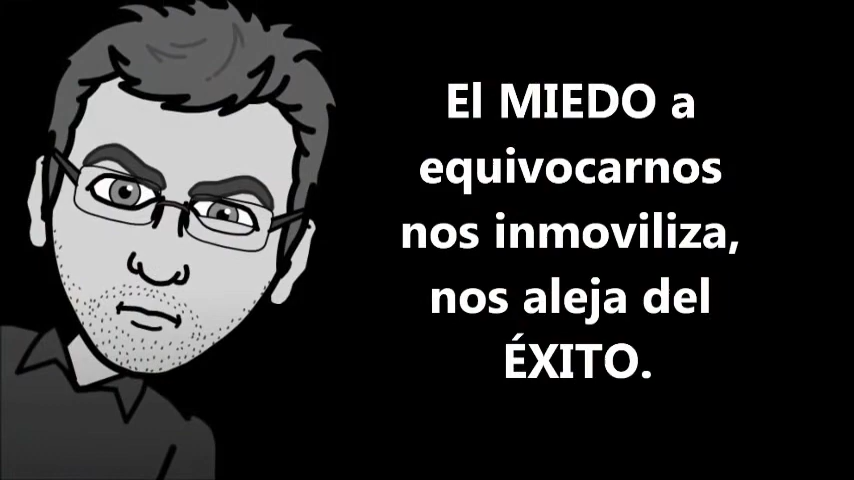 El MIEDO a
equivocarnos
nos inmoviliza,
nos aleja del
ÉXITO.